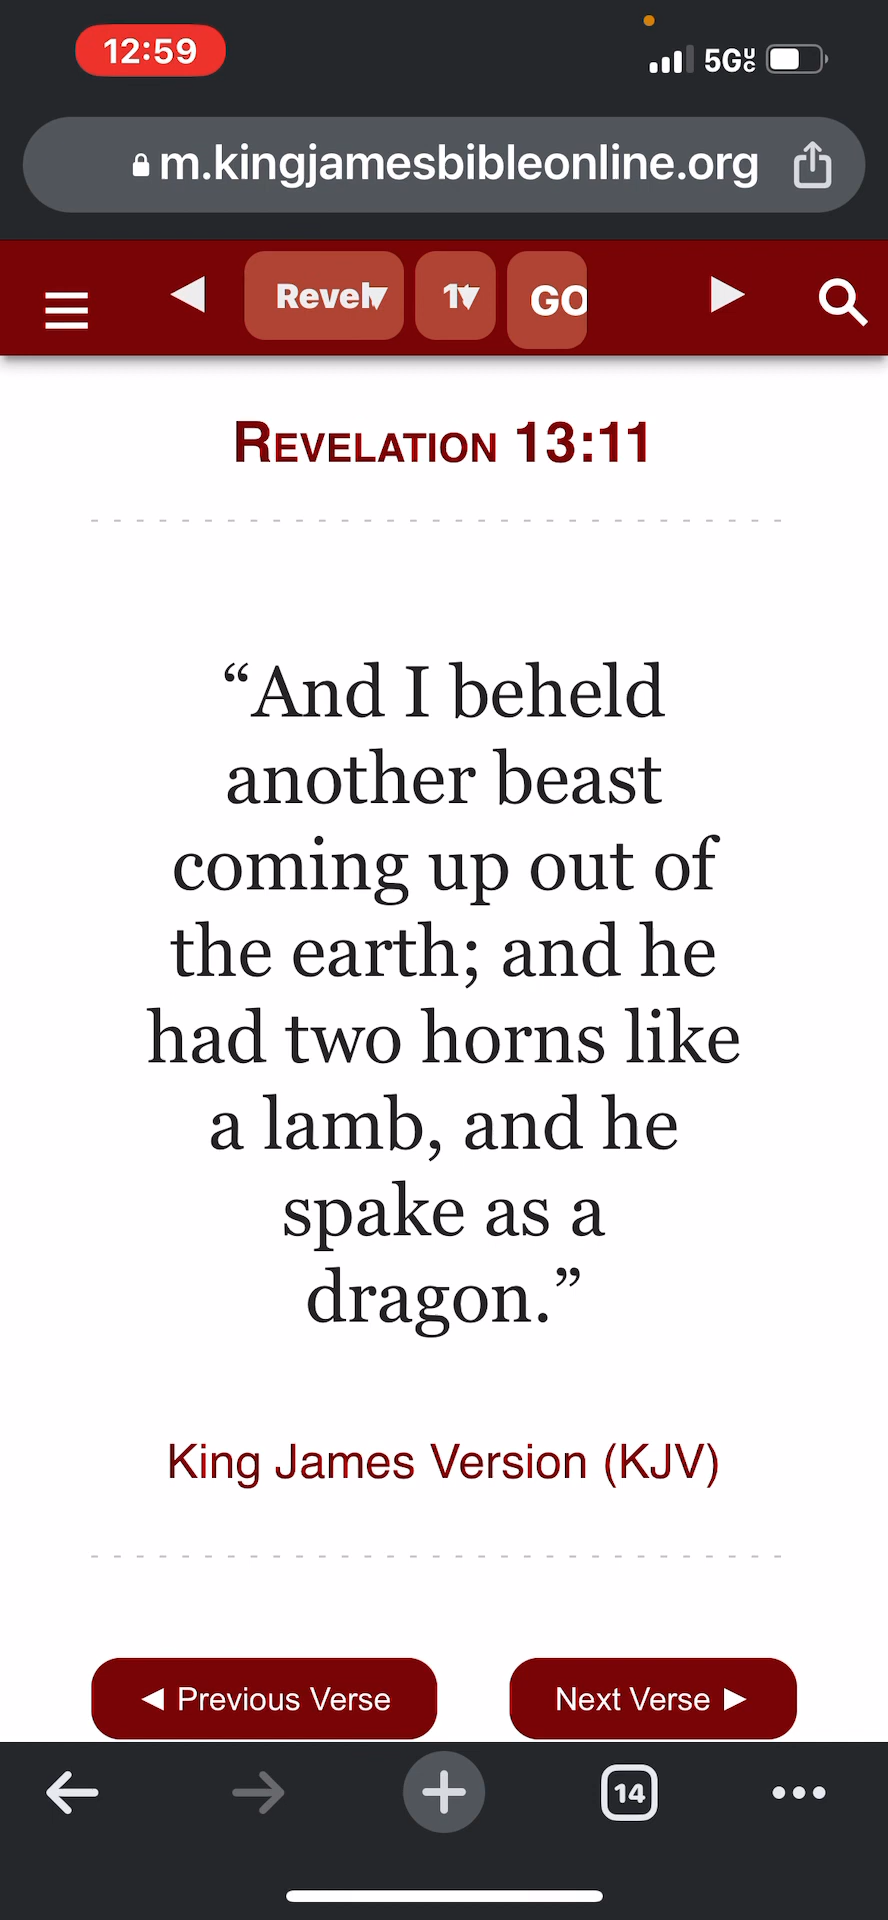 12:59
5G
m.kingjamesbibleonline.org
Revel
1
GO
REVELATION 13:11
“And I beheld
another beast
coming up out of
the earth; and he
had two horns like
a lamb, and he
spake as a
dragon.”
King James Version (KJV)
◄ Previous Verse
Next Verse ►
14